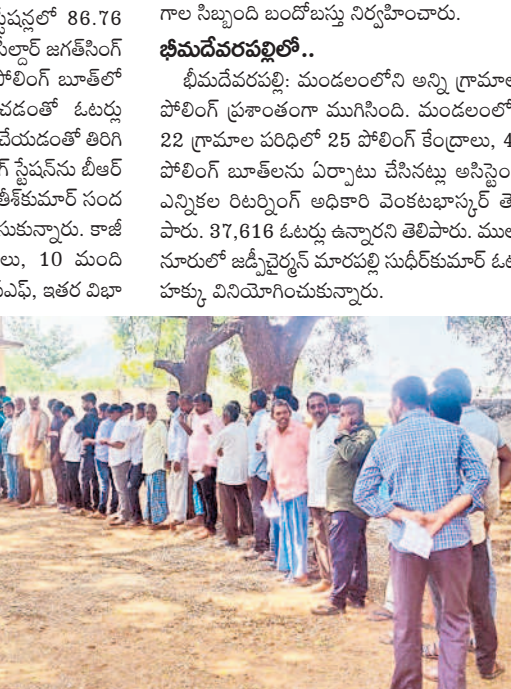 స్టేషన్లలో 86.76
సీల్దార్ జగత్‌సింగ్
పోలింగ్ బూత్‌లో
చడంతో ఓటర్లు
చేయడంతో తిరిగి
గ్ స్టేషన్‌ను బీఆర్
తీశ్‌కుమార్ సంద
సుకున్నారు. కాజీ
లు, 10 మంది
ఎఫ్, ఇతర విభా
గాల సిబ్బంది బందోబస్తు నిర్వహించారు.
భీమదేవరపల్లిలో..
భీమదేవరపల్లి: మండలంలోని అన్ని గ్రామాల
పోలింగ్ ప్రశాంతంగా ముగిసింది. మండలంలో
22 గ్రామాల పరిధిలో 25 పోలింగ్ కేంద్రాలు, 4
పోలింగ్ బూత్‌లను ఏర్పాటు చేసినట్లు అసిస్టెం
ఎన్నికల రిటర్నింగ్ అధికారి వెంకటభాస్కర్ తె
పారు. 37,616 ఓటర్లు ఉన్నారని తెలిపారు. ముల
నూరులో జడ్పీచైర్మన్ మారపల్లి సుధీర్‌కుమార్ ఓట
హక్కు వినియోగించుకున్నారు.